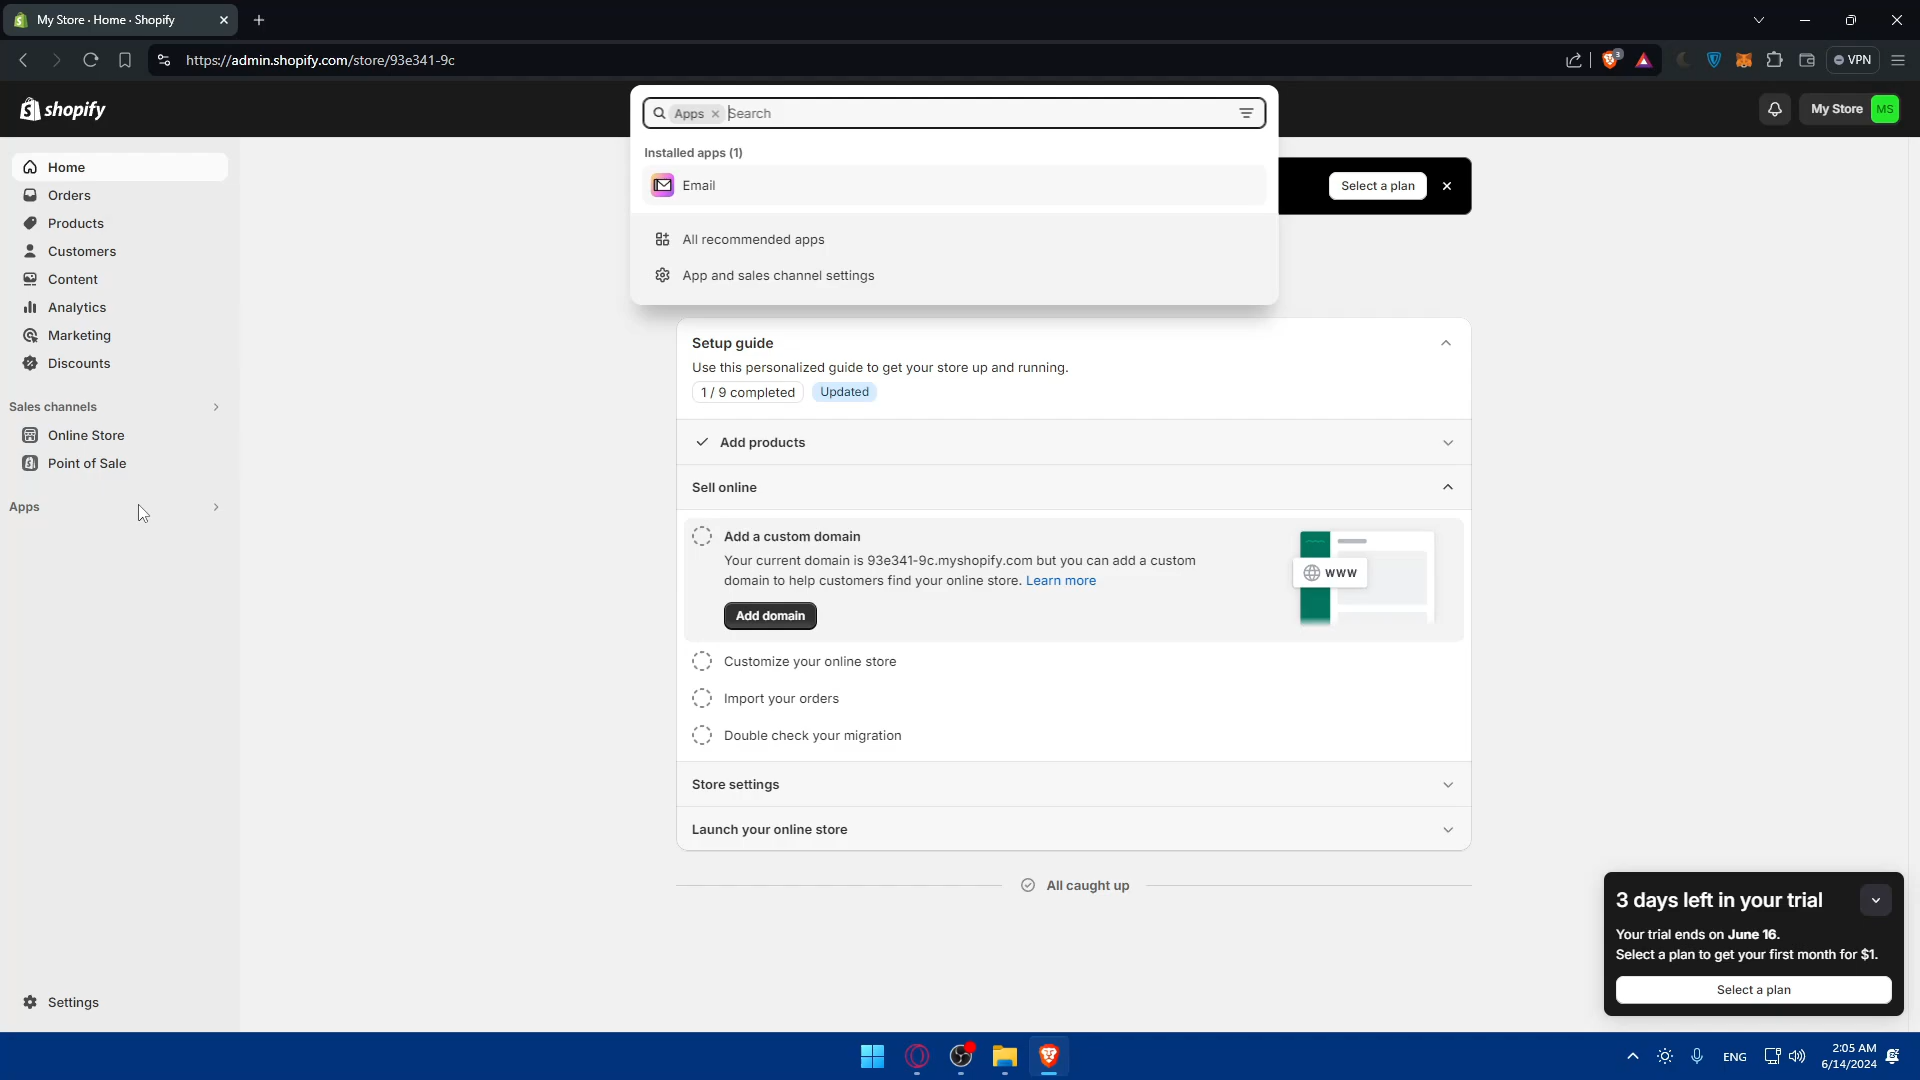 My Store · Home · Shopify
https://admin.shopify.com/store/93e341-9c
3
VPN
shopify
Apps
Search
My Store
MS
Installed apps (1)
Email
All recommended apps
App and sales channel settings
Select a plan
Home
Orders
Products
Customers
Content
Analytics
Marketing
Discounts
Sales channels
Online Store
Point of Sale
Apps
Settings
Setup guide
Use this personalized guide to get your store up and running.
1 / 9 completed
Updated
Add products
Sell online
Add a custom domain
Your current domain is 93e341-9c.myshopify.com but you can add a custom
domain to help customers find your online store. Learn more
Add domain
www
Customize your online store
Import your orders
Double check your migration
Store settings
Launch your online store
All caught up
3 days left in your trial
Your trial ends on June 16.
Select a plan to get your first month for $1.
Select a plan
ENG
2:05 AM
6/14/2024